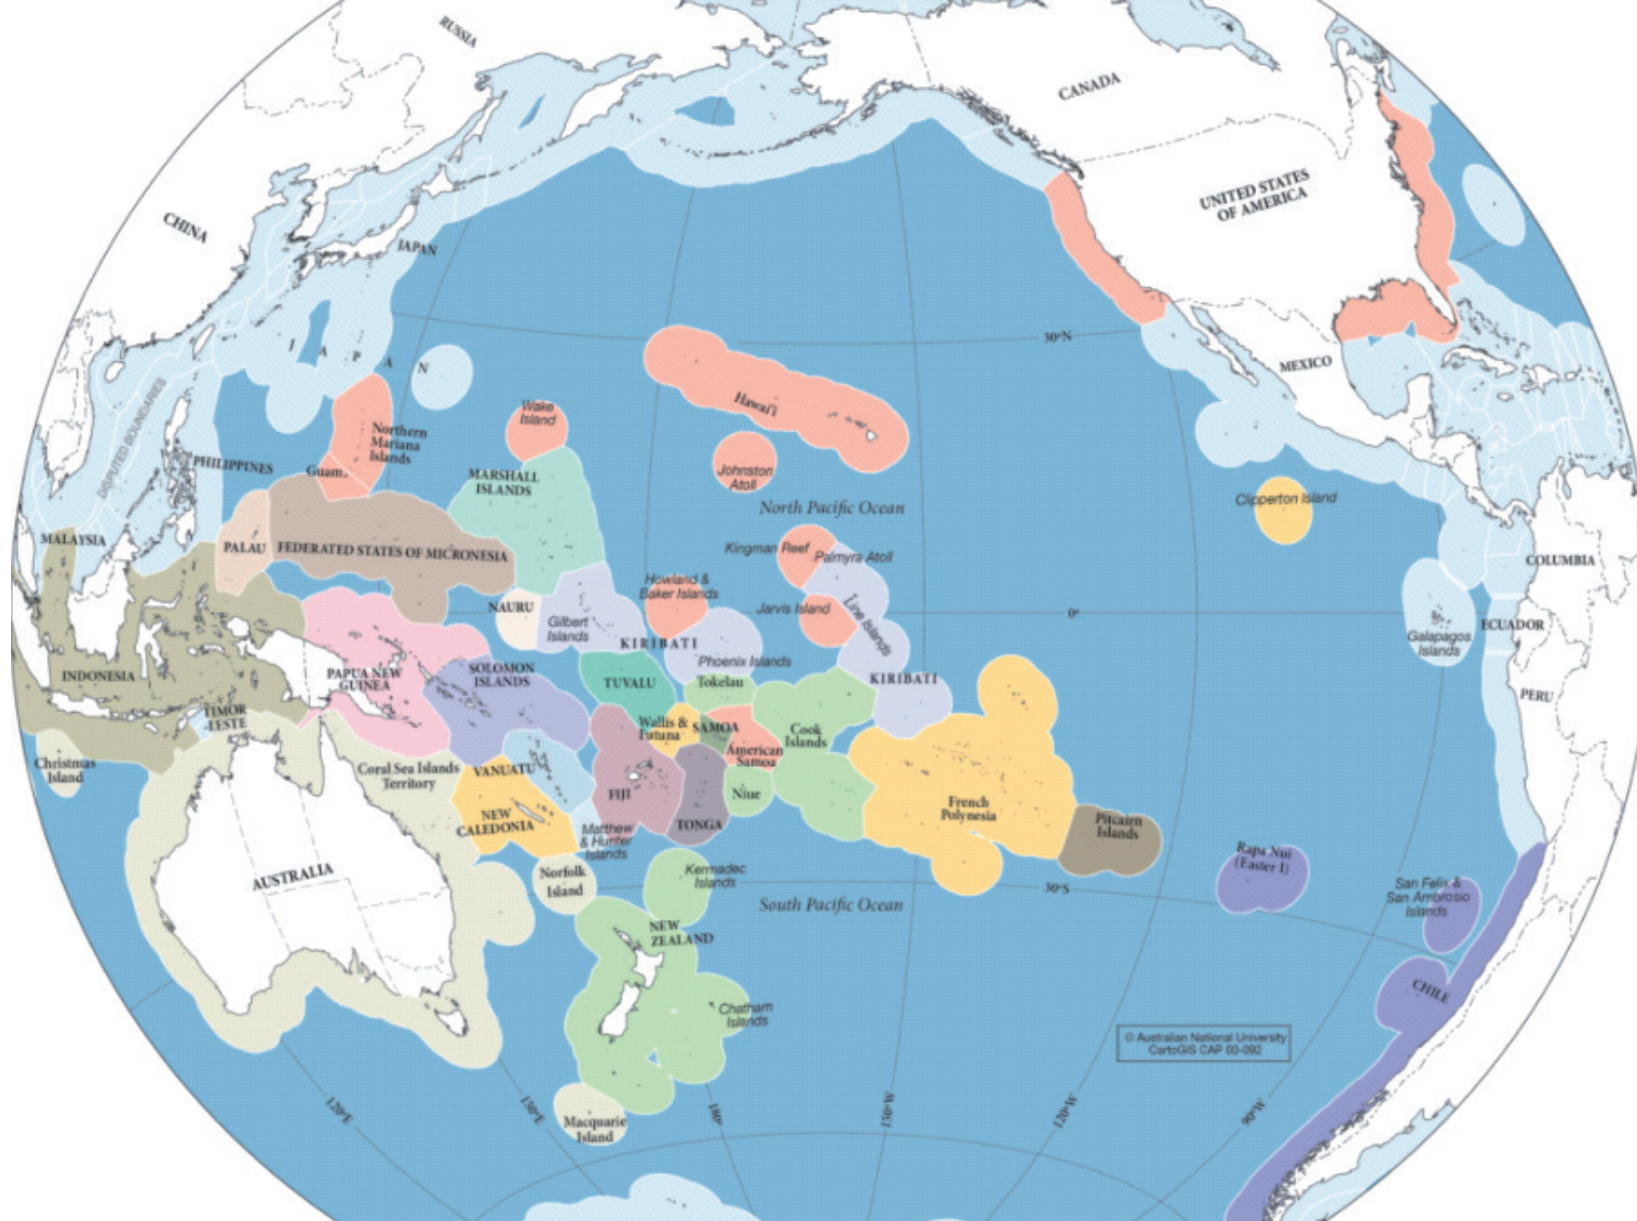 RUSSIA
CANADA
UNITED STATES
OF AMERICA
CHINA
JAPAN
30°N
J A P A N
MEXICO
DISPUTED BOUNDARIES
Hawai'i
Wake
Island
Northern
Mariana
Islands
PHILIPPINES
Guam
MARSHALL
ISLANDS
Johnston
Atoll
North Pacific Ocean
Clipperton Island
MALAYSIA
PALAU
FEDERATED STATES OF MICRONESIA
Kingman Reef
Palmyra Atoll
COLUMBIA
Howland &
Baker Islands
NAURU
Jarvis Island
Line Islands
0°
Gilbert
Islands
ECUADOR
Galapagos
Islands
KIRIBATI
Phoenix Islands
INDONESIA
PAPUA NEW
GUINEA
SOLOMON
ISLANDS
TUVALU
Tokelau
KIRIBATI
PERU
TIMOR
LESTE
Wallis &
Futuna
SAMOA
Cook
Islands
American
Samoa
Christmas
Island
Coral Sea Islands
Territory
VANUATU
FIJI
Niue
NEW
CALEDONIA
TONGA
French
Polynesia
Pitcairn
Islands
Matthew
& Hunter
Islands
Rapa Nui
(Easter I)
AUSTRALIA
Norfolk
Island
Kermadec
Islands
30°S
San Felix &
San Ambrosio
Islands
South Pacific Ocean
NEW
ZEALAND
CHILE
Chatham
Islands
© Australian National University
CartoGIS CAP 00-092
120°E
150°E
180°
150°W
120°W
90°W
Macquarie
Island